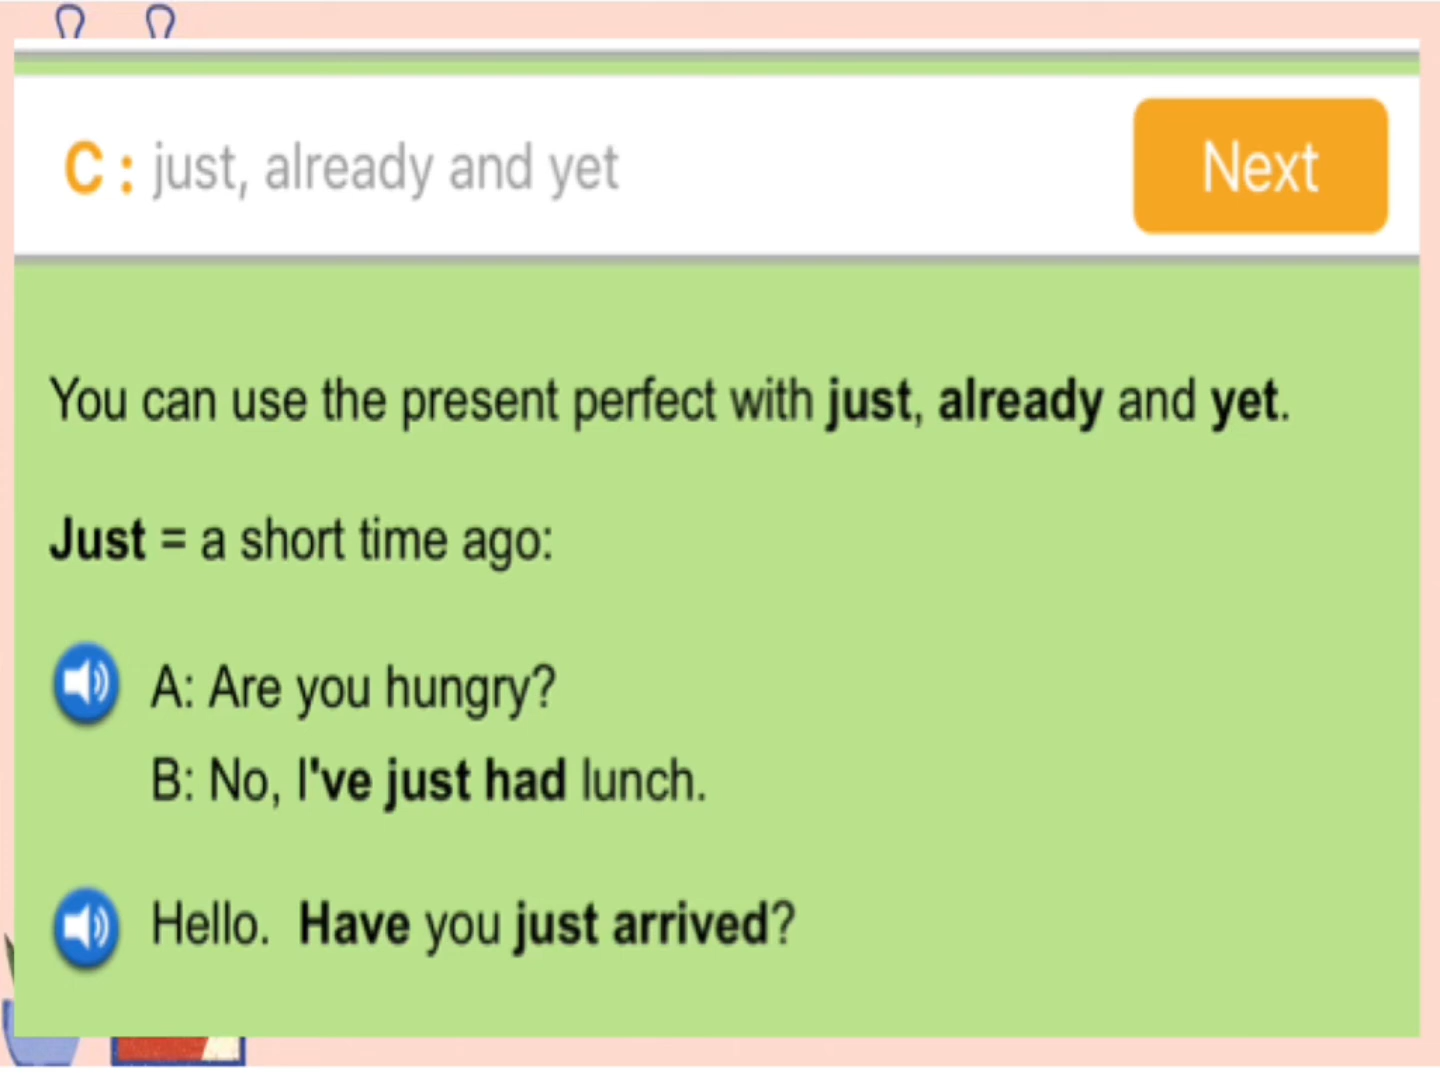 C : just, already and yet
Next
You can use the present perfect with just, already and yet.
Just = a short time ago:
A: Are you hungry?
B: No, I've just had lunch.
Hello. Have you just arrived?